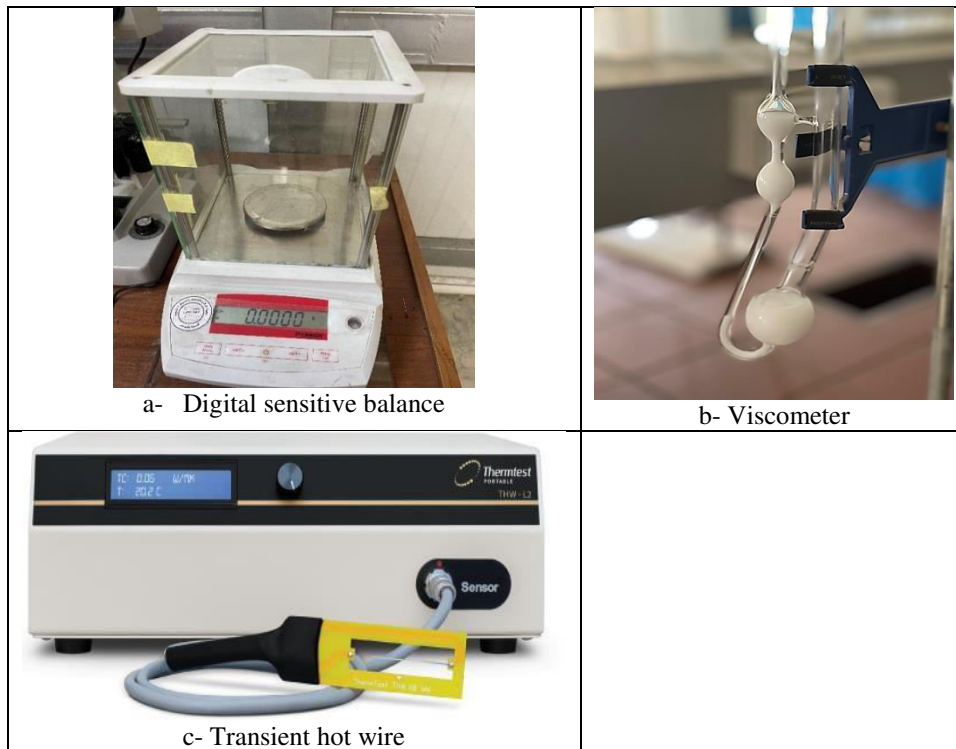 0.0000
a- Digital sensitive balance
b- Viscometer
TC: 0.06 W/MK
T: 20.2 C
Thermtest
PORTABLE
THW - L2
Sensor
c- Transient hot wire